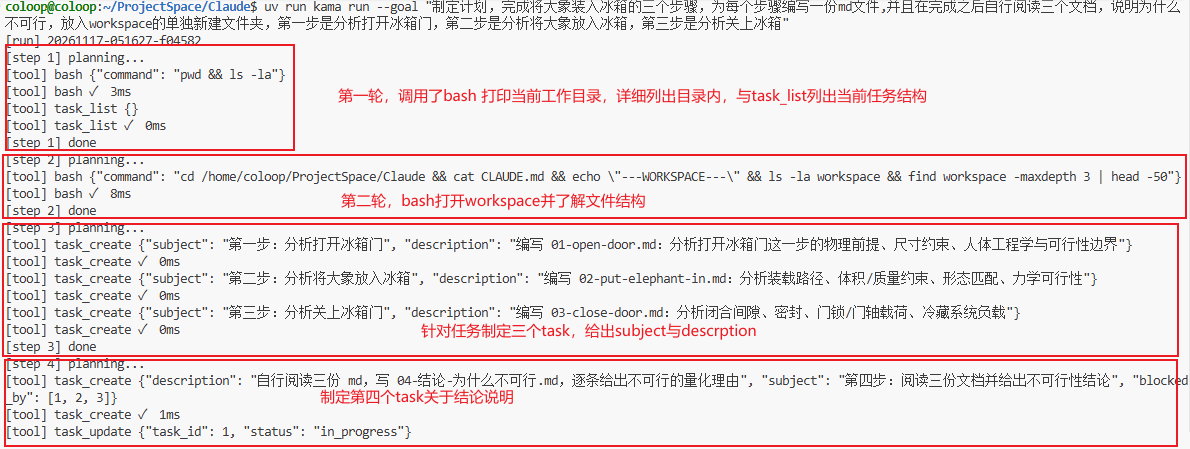 coloop@coloop:~/ProjectSpace/Claude$ uv run kama run --goal "制定计划，完成将大象装入冰箱的三个步骤，为每个步骤编写一份md文件,并且在完成之后自行阅读三个文档，说明为什么
不可行，放入workspace的单独新建文件夹，第一步是分析打开冰箱门，第二步是分析将大象放入冰箱，第三步是分析关上冰箱"
[run] 20261117-051627-f04582
[step 1] planning...
[tool] bash {"command": "pwd && ls -la"}
[tool] bash ✓ 3ms
[tool] task_list {}
[tool] task_list ✓ 0ms
[step 1] done
第一轮，调用了bash 打印当前工作目录，详细列出目录内，与task_list列出当前任务结构
[step 2] planning...
[tool] bash {"command": "cd /home/coloop/ProjectSpace/Claude && cat CLAUDE.md && echo \"---WORKSPACE---\" && ls -la workspace && find workspace -maxdepth 3 | head -50"}
[tool] bash ✓ 8ms
[step 2] done
第二轮，bash打开workspace并了解文件结构
[step 3] planning...
[tool] task_create {"subject": "第一步：分析打开冰箱门", "description": "编写 01-open-door.md：分析打开冰箱门这一步的物理前提、尺寸约束、人体工程学与可行性边界"}
[tool] task_create ✓ 0ms
[tool] task_create {"subject": "第二步：分析将大象放入冰箱", "description": "编写 02-put-elephant-in.md：分析装载路径、体积/质量约束、形态匹配、力学可行性"}
[tool] task_create ✓ 0ms
[tool] task_create {"subject": "第三步：分析关上冰箱门", "description": "编写 03-close-door.md：分析闭合间隙、密封、门锁/门轴载荷、冷藏系统负载"}
[tool] task_create ✓ 0ms
[step 3] done
针对任务制定三个task，给出subject与descrption
[step 4] planning...
[tool] task_create {"description": "自行阅读三份 md，写 04-结论-为什么不可行.md，逐条给出不可行的量化理由", "subject": "第四步：阅读三份文档并给出不可行性结论", "blocked
_by": [1, 2, 3]}
制定第四个task关于结论说明
[tool] task_create ✓ 1ms
[tool] task_update {"task_id": 1, "status": "in_progress"}